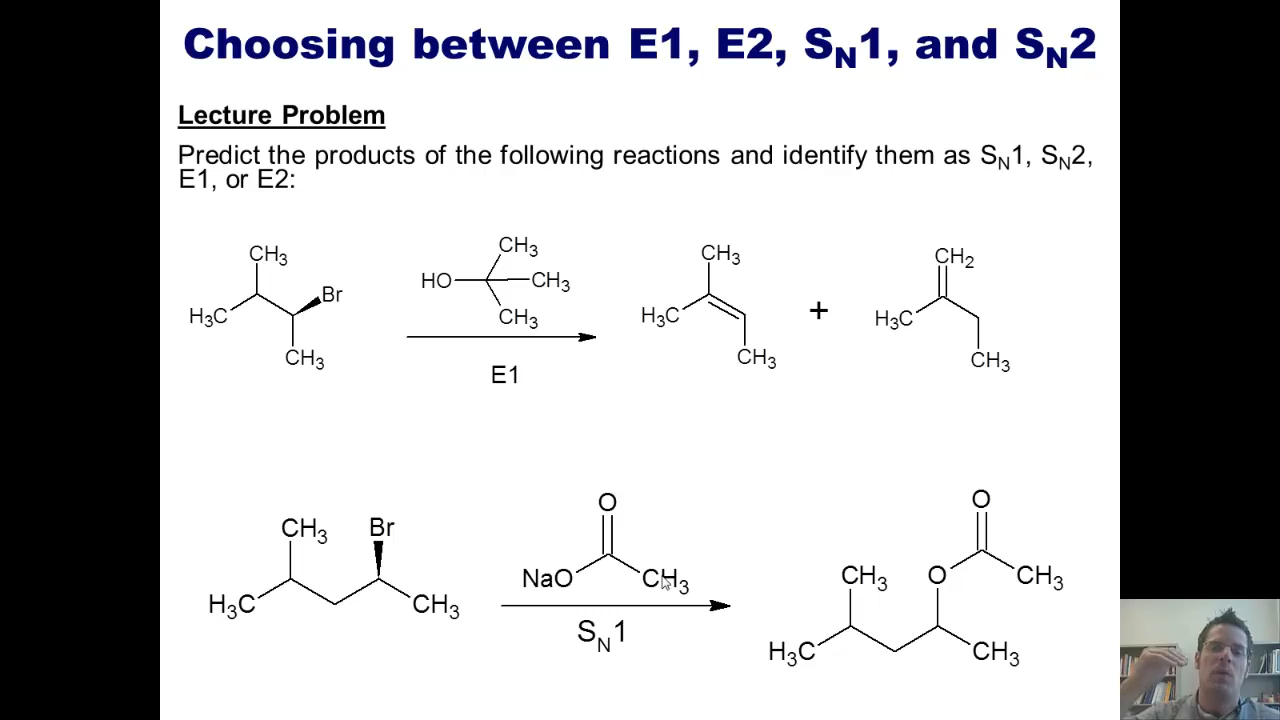 Choosing between E1, E2, SN1, and SN2
Lecture Problem
Predict the products of the following reactions and identify them as SN1, SN2,
E1, or E2:
CH3
Br
H3C
CH3
CH3
HO
CH3
CH3
E1
CH3
H3C
CH3
+
CH2
H3C
CH3
CH3
Br
H3C
CH3
O
NaO
CH3
SN1
O
CH3
O
CH3
H3C
CH3